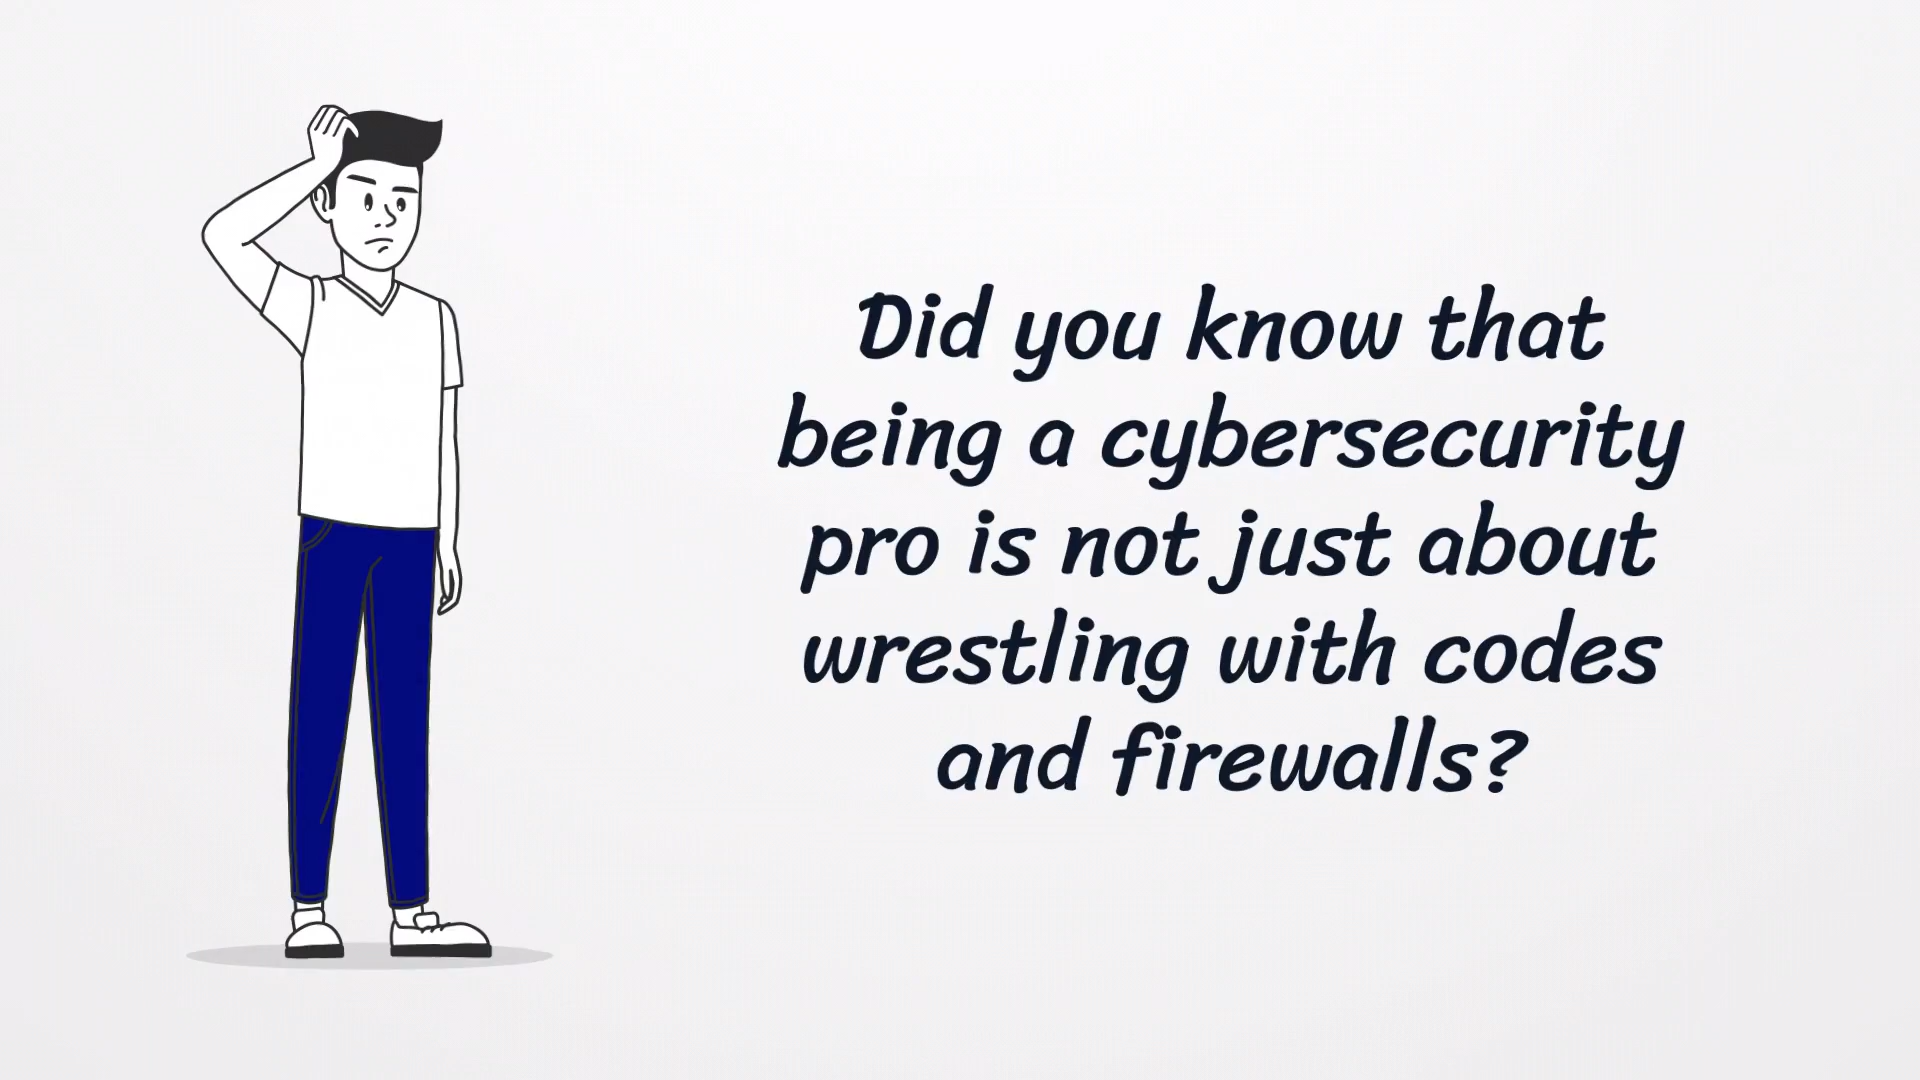 Did you know that
being a cybersecurity
pro is not just about
wrestling with codes
and firewalls?